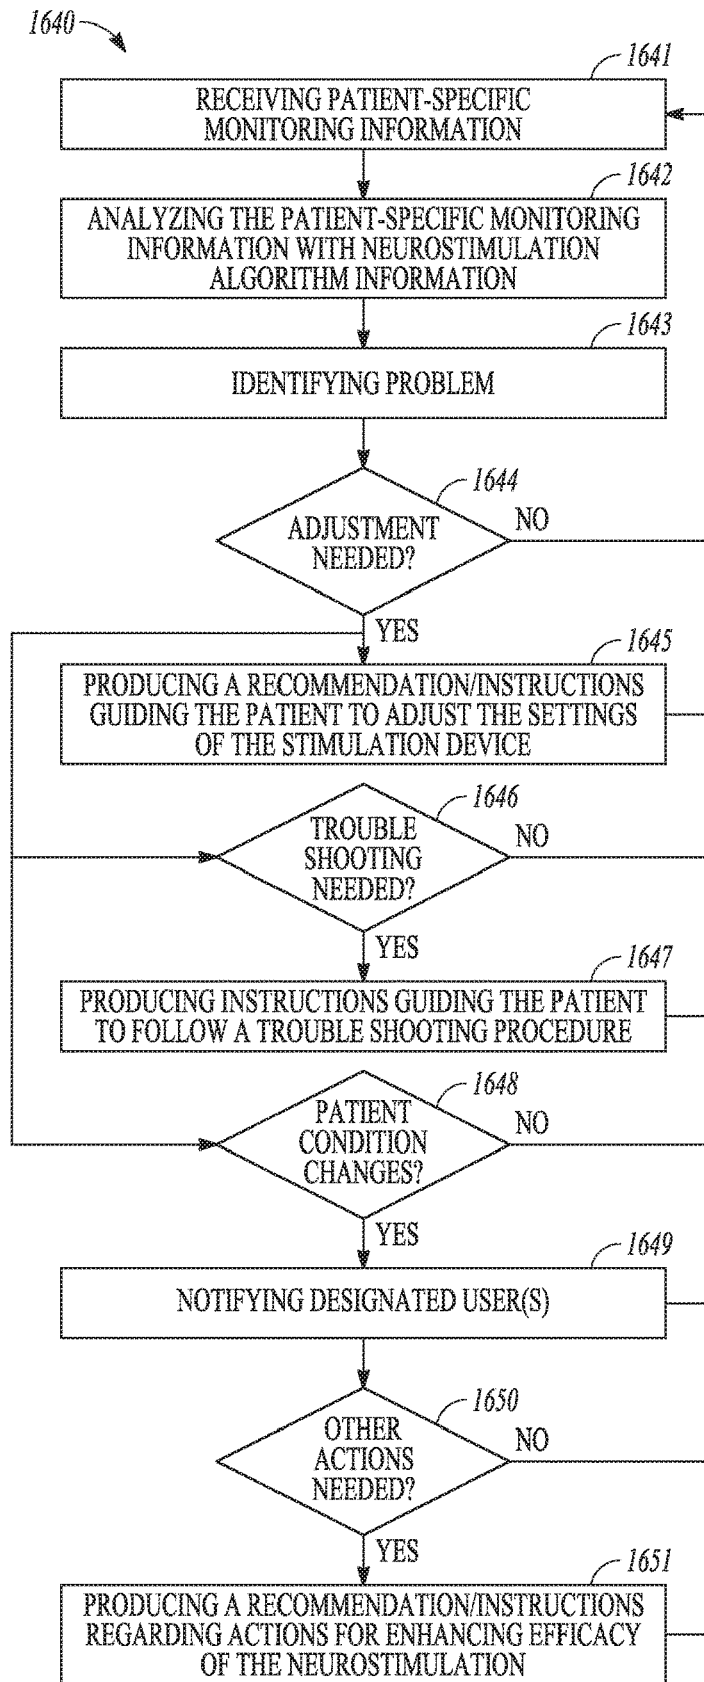 1640
1641
RECEIVING PATIENT-SPECIFIC
MONITORING INFORMATION
1642
ANALYZING THE PATIENT-SPECIFIC MONITORING
INFORMATION WITH NEUROSTIMULATION
ALGORITHM INFORMATION
1643
IDENTIFYING PROBLEM
1644
ADJUSTMENT
NEEDED?
NO
YES
1645
PRODUCING A RECOMMENDATION/INSTRUCTIONS
GUIDING THE PATIENT TO ADJUST THE SETTINGS
OF THE STIMULATION DEVICE
1646
TROUBLE
SHOOTING
NEEDED?
NO
YES
1647
PRODUCING INSTRUCTIONS GUIDING THE PATIENT
TO FOLLOW A TROUBLE SHOOTING PROCEDURE
1648
PATIENT
CONDITION
CHANGES?
NO
YES
1649
NOTIFYING DESIGNATED USER(S)
1650
OTHER
ACTIONS
NEEDED?
NO
YES
1651
PRODUCING A RECOMMENDATION/INSTRUCTIONS
REGARDING ACTIONS FOR ENHANCING EFFICACY
OF THE NEUROSTIMULATION